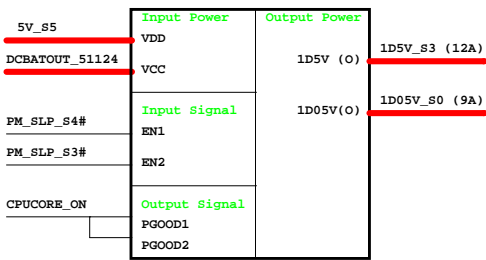 5V_S5
DCBATOUT_51124
PM_SLP_S4#
PM_SLP_S3#
CPUCORE_ON
Input Power
VDD
VCC
Input Signal
EN1
EN2
Output Signal
PGOOD1
PGOOD2
Output Power
1D5V (O)
1D05V(O)
1D5V_S3 (12A)
1D05V_S0 (9A)